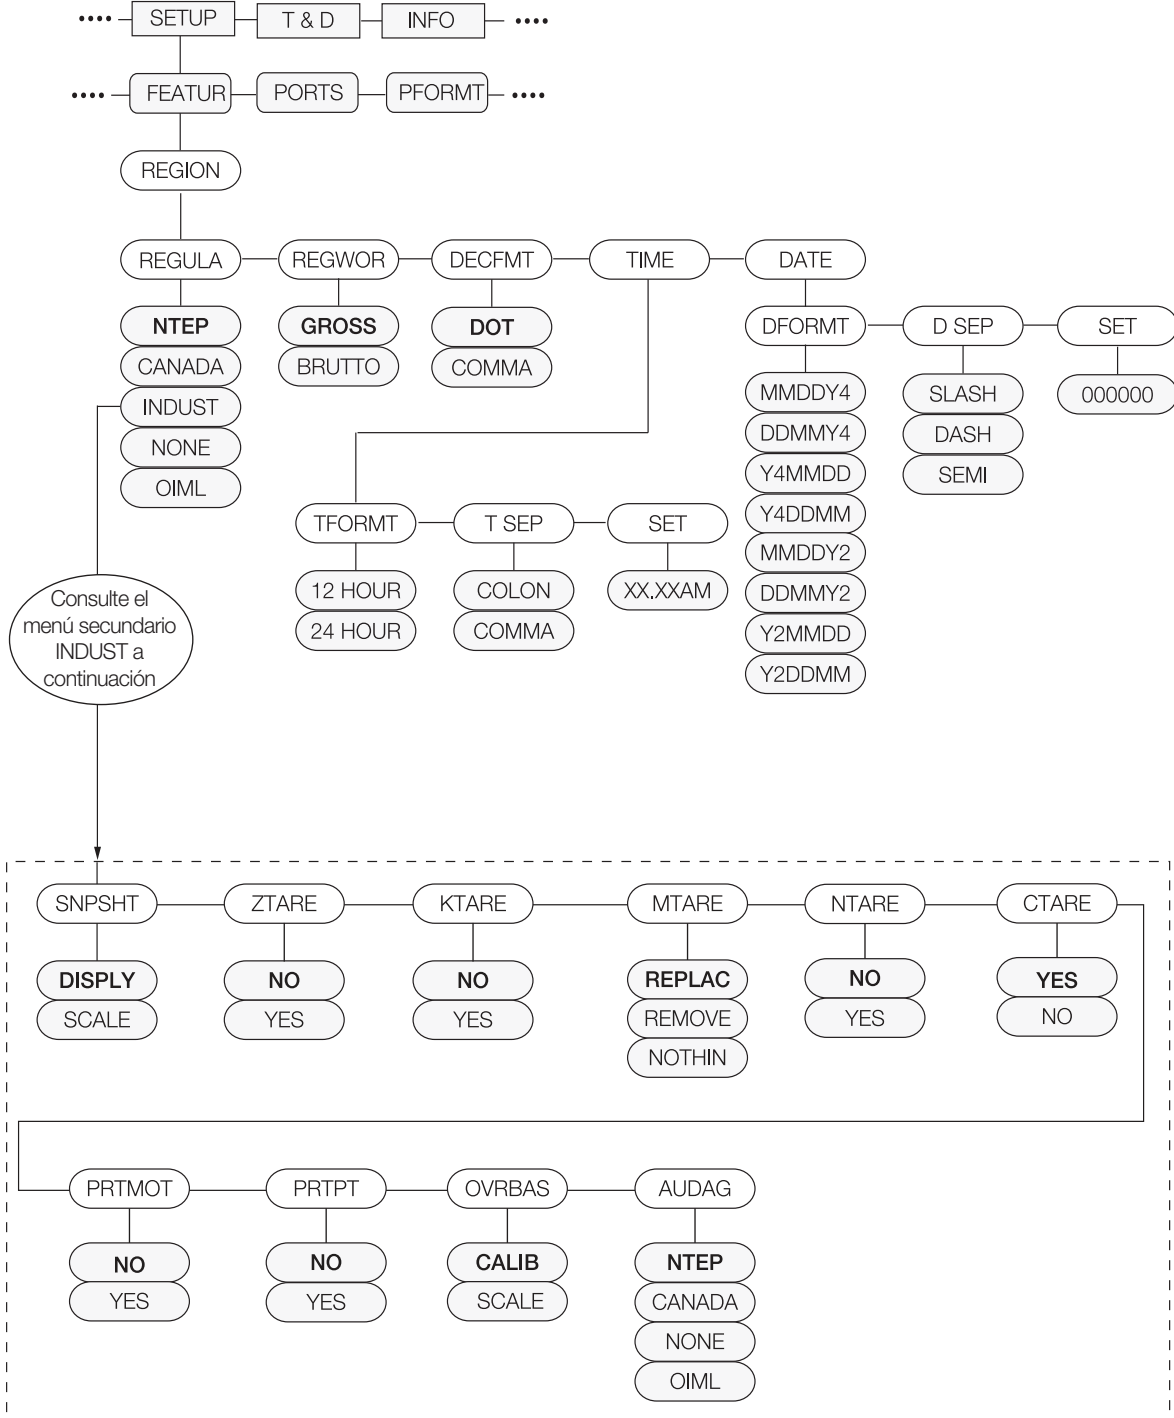 •••• SETUP T & D INFO ••••
•••• FEATUR PORTS PFORMT ••••
REGION
REGULA REGWOR DECFMT TIME DATE
NTEP
CANADA
INDUST
NONE
OIML
GROSS
BRUTTO
DOT
COMMA
DFORMT D SEP SET
MMDDY4
DDMMY4
Y4MMDD
Y4DDMM
MMDDY2
DDMMY2
Y2MMDD
Y2DDMM
SLASH
DASH
SEMI
000000
TFORMT T SEP SET
12 HOUR
24 HOUR
COLON
COMMA
XX.XXAM
Consulte el
menú secundario
INDUST a
continuación
SNPSHT ZTARE KTARE MTARE NTARE CTARE
DISPLY
SCALE
NO
YES
NO
YES
REPLAC
REMOVE
NOTHIN
NO
YES
YES
NO
PRTMOT PRTPT OVRBAS AUDAG
NO
YES
NO
YES
CALIB
SCALE
NTEP
CANADA
NONE
OIML